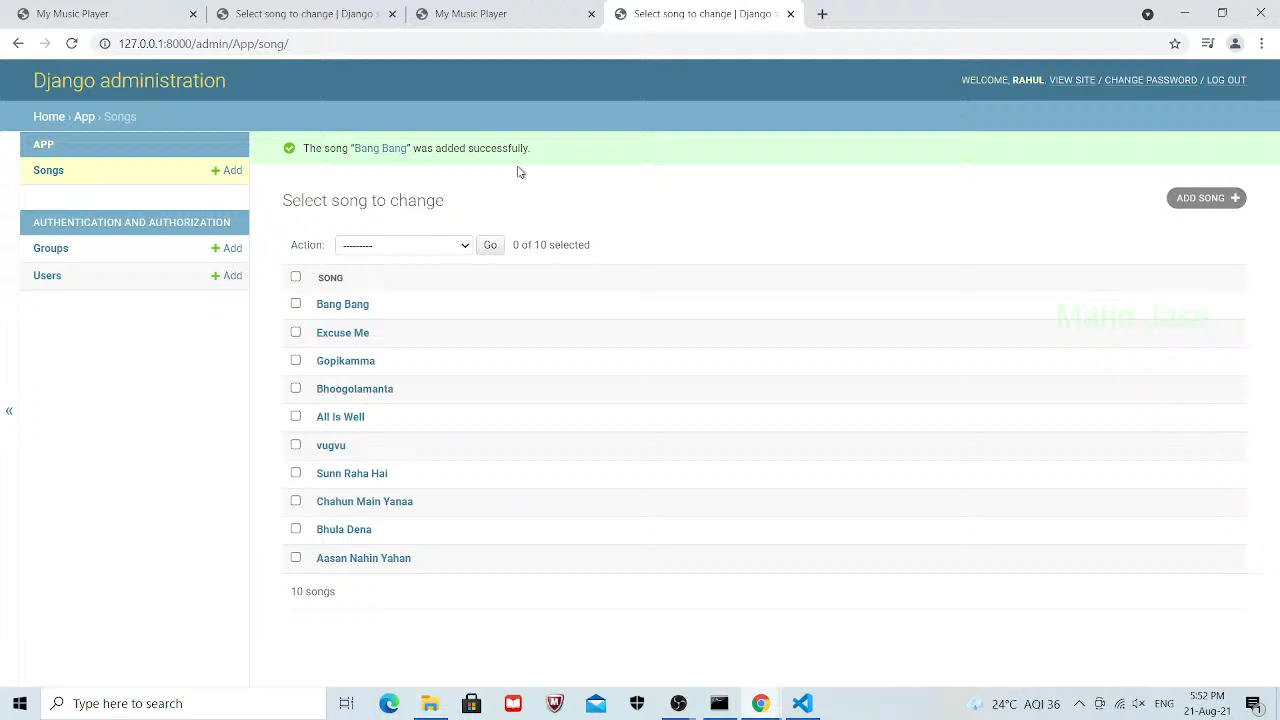 My Music Player
Select song to change | Django s
My Music Player
Select song to change | Django s
127.0.0.1:8000/admin/App/song/
Django administration
WELCOME, RAHUL. VIEW SITE / CHANGE PASSWORD / LOG OUT
Home › App › Songs
APP
Songs
+ Add
AUTHENTICATION AND AUTHORIZATION
Groups
+ Add
Users
+ Add
«
The song “Bang Bang” was added successfully.
Select song to change
ADD SONG +
Action:
---------
Go
0 of 10 selected
SONG
Bang Bang
Excuse Me
Gopikamma
Bhoogolamanta
All Is Well
vugvu
Sunn Raha Hai
Chahun Main Yanaa
Bhula Dena
Aasan Nahin Yahan
10 songs
Type here to search
24°C AQI 36
ENG
5:52 PM
21-Aug-21
1